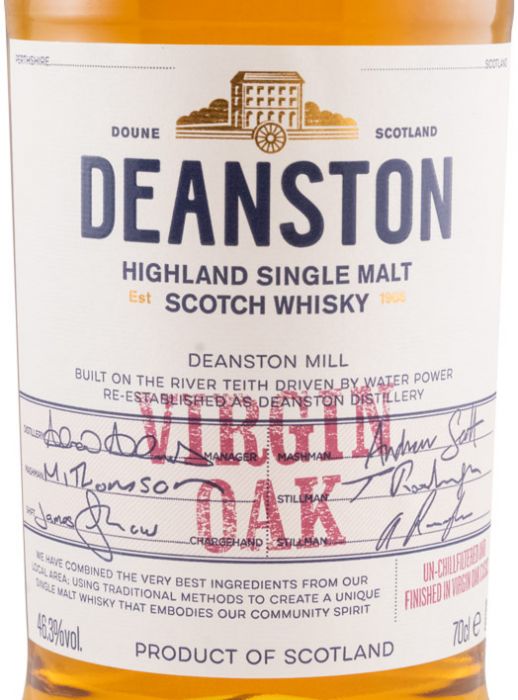 PERTHSHIRE
SCOTLAND
DOUNE
SCOTLAND
DEANSTON
HIGHLAND SINGLE MALT
Est SCOTCH WHISKY 1966
DEANSTON MILL
BUILT ON THE RIVER TEITH DRIVEN BY WATER POWER
RE-ESTABLISHED AS DEANSTON DISTILLERY
VIRGIN
OAK
DISTILLERY MANAGER
MASHMAN Andrew Scott
MASHMAN M Thomson
STILLMAN
James
CHARGEHAND
STILLMAN
WE HAVE COMBINED THE VERY BEST INGREDIENTS FROM OUR
LOCAL AREA; USING TRADITIONAL METHODS TO CREATE A UNIQUE
SINGLE MALT WHISKY THAT EMBODIES OUR COMMUNITY SPIRIT
UN-CHILLFILTERED AND
FINISHED IN VIRGIN OAK
46.3%vol.
70cl e
PRODUCT OF SCOTLAND